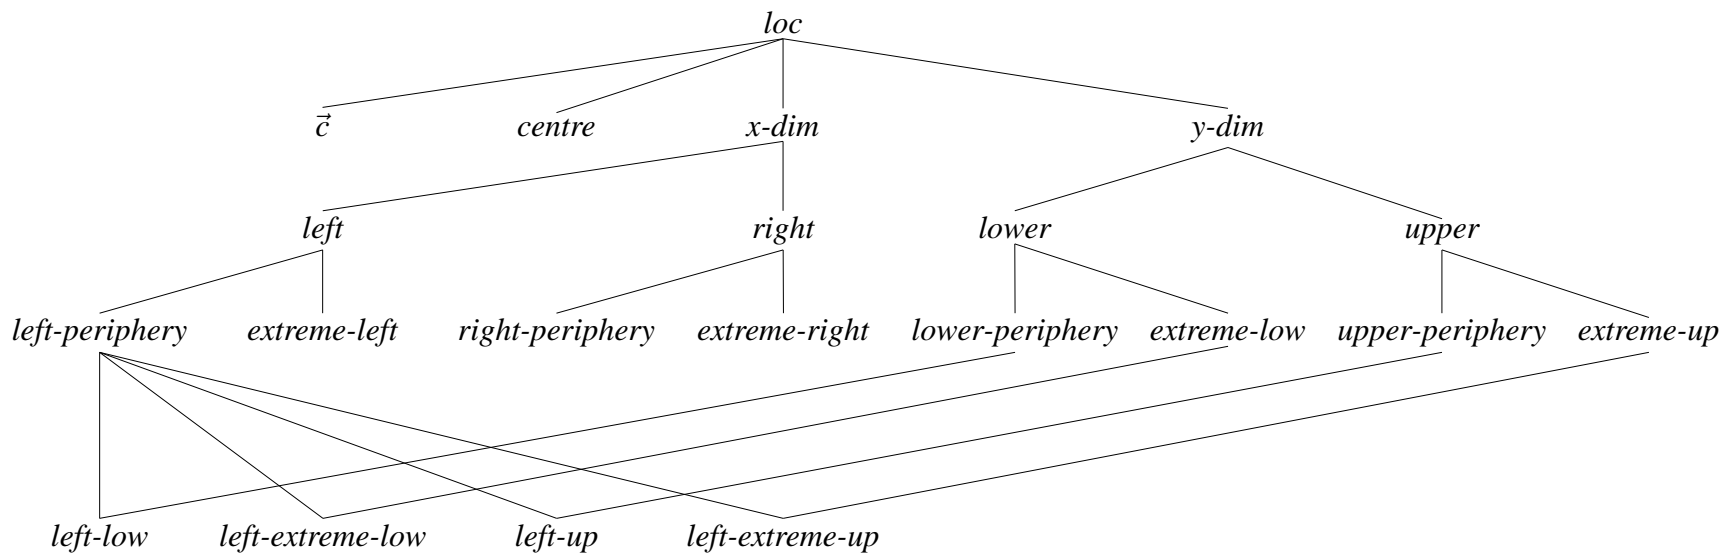 loc
c⃗ centre x-dim y-dim
left right lower upper
left-periphery extreme-left right-periphery extreme-right lower-periphery extreme-low upper-periphery extreme-up
left-low left-extreme-low left-up left-extreme-up